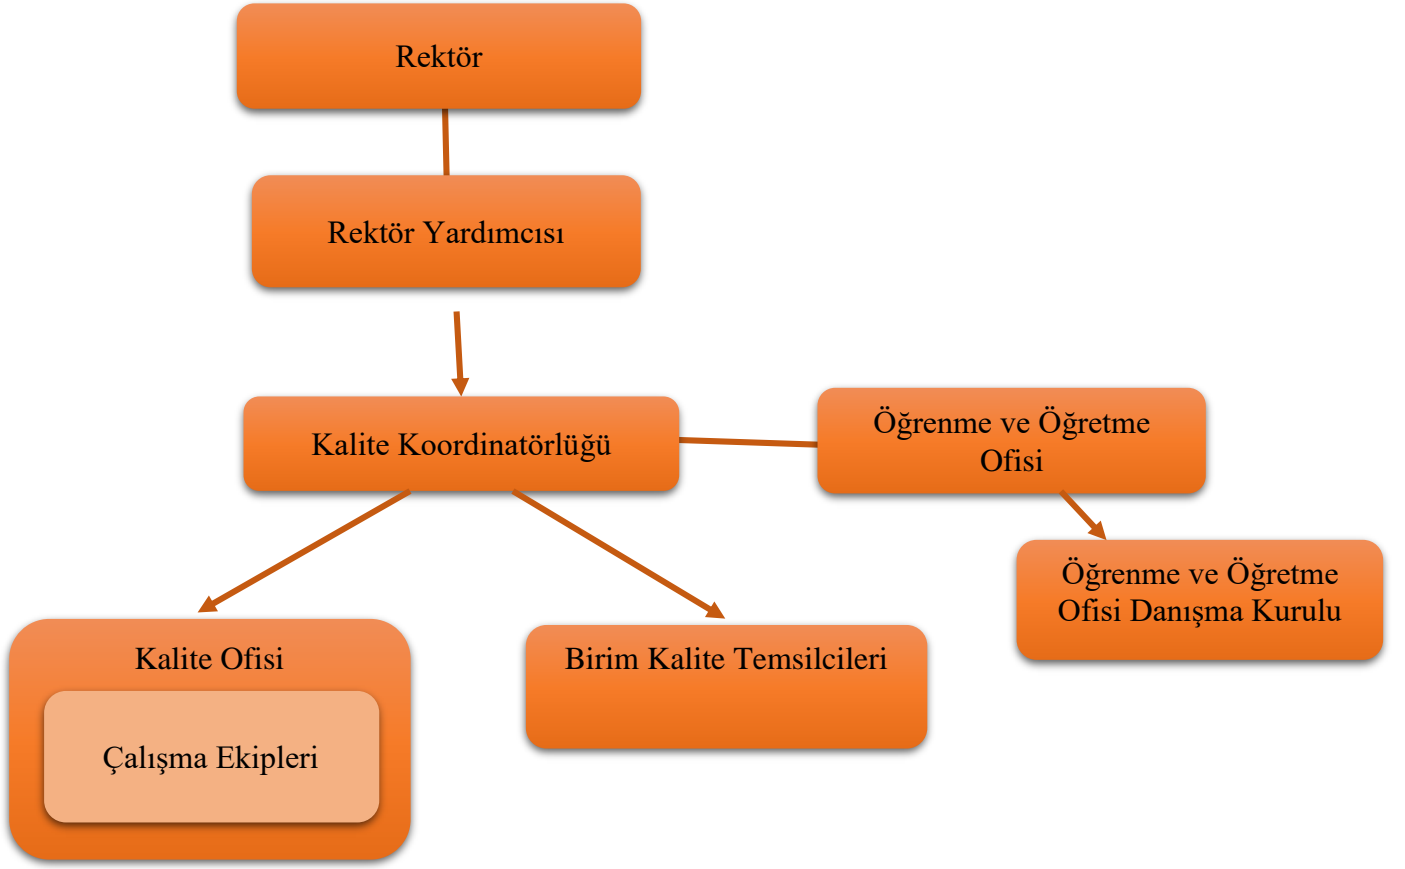 Rektör
Rektör Yardımcısı
Kalite Koordinatörlüğü
Öğrenme ve Öğretme
Ofisi
Öğrenme ve Öğretme
Ofisi Danışma Kurulu
Kalite Ofisi
Çalışma Ekipleri
Birim Kalite Temsilcileri